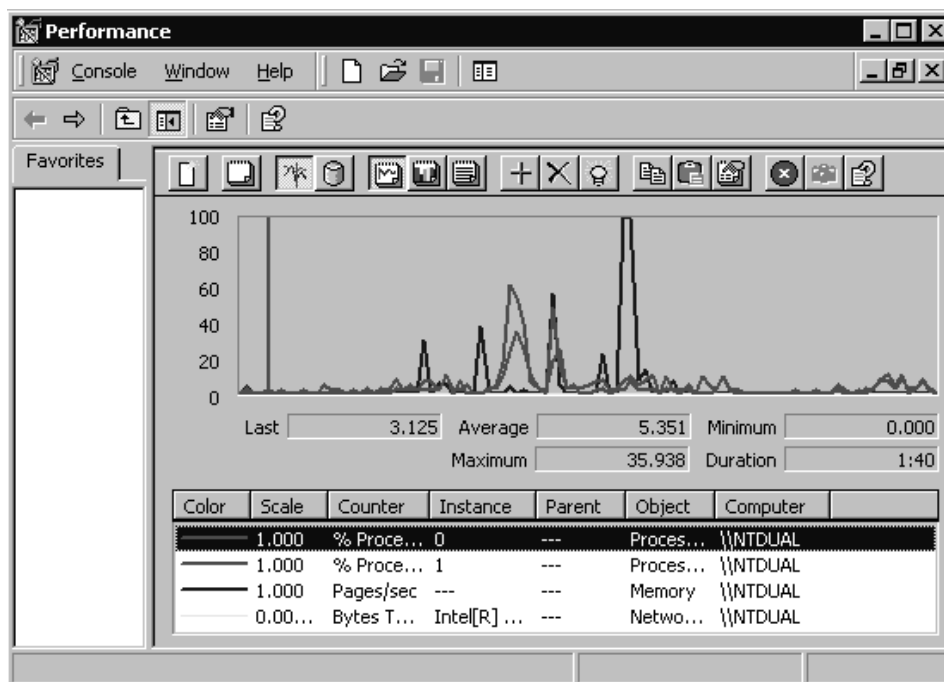 Performance
Console Window Help
Favorites
100
80
60
40
20
0
Last 3.125 Average 5.351 Minimum 0.000
Maximum 35.938 Duration 1:40
Color Scale Counter Instance Parent Object Computer
1.000 % Proce... 0 --- Proces... \\NTDUAL
1.000 % Proce... 1 --- Proces... \\NTDUAL
1.000 Pages/sec --- --- Memory \\NTDUAL
0.00... Bytes T... Intel[R] ... --- Netwo... \\NTDUAL